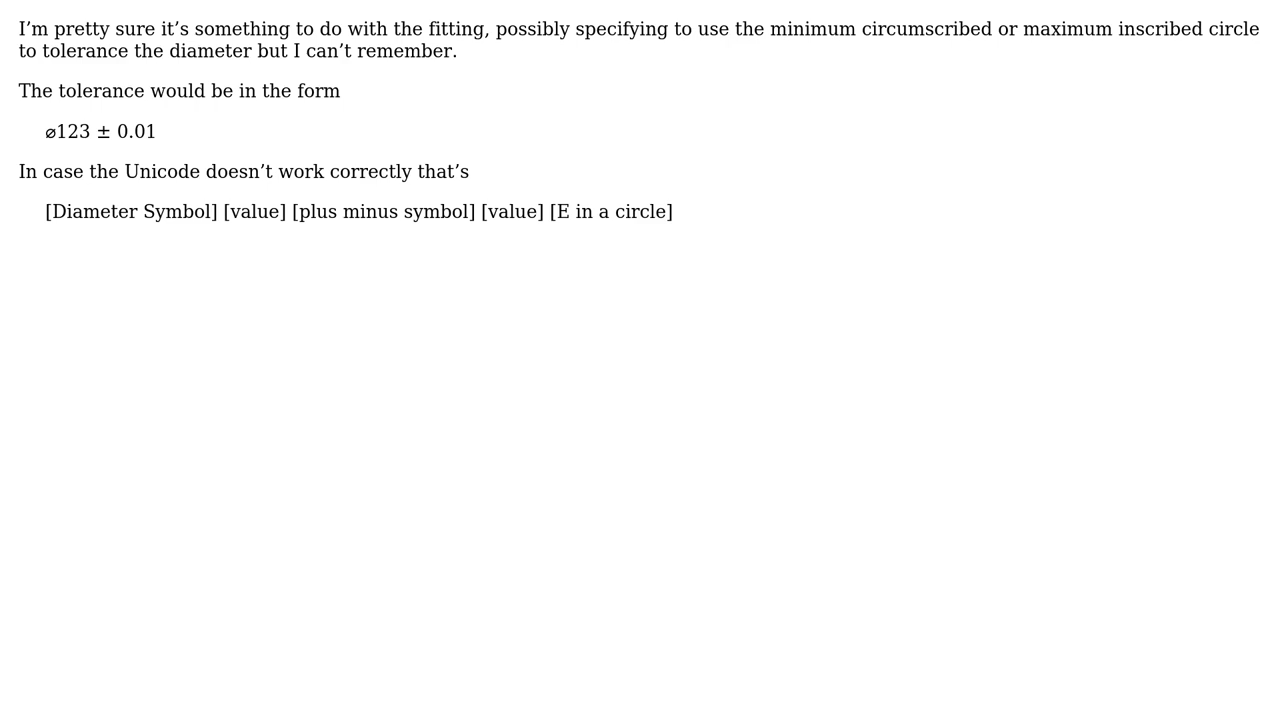 I’m pretty sure it’s something to do with the fitting, possibly specifying to use the minimum circumscribed or maximum inscribed circle
to tolerance the diameter but I can’t remember.
The tolerance would be in the form
⌀123 ± 0.01
In case the Unicode doesn’t work correctly that’s
[Diameter Symbol] [value] [plus minus symbol] [value] [E in a circle]